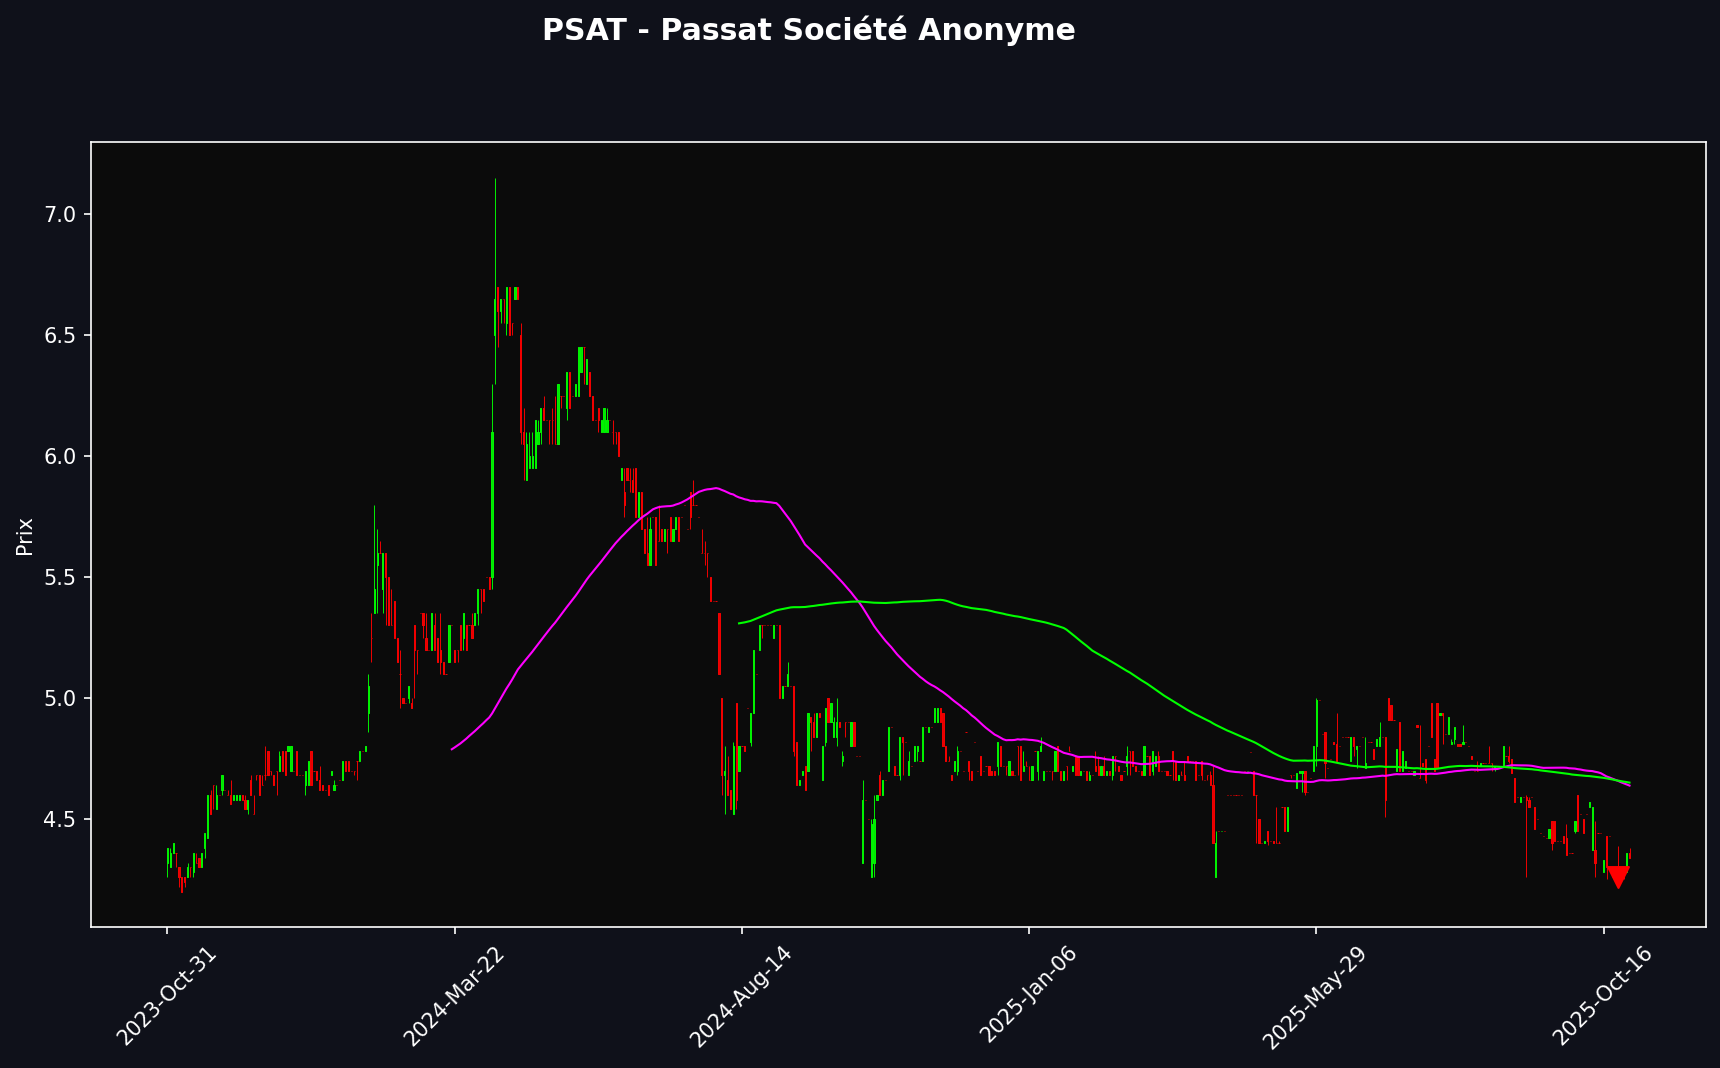 PSAT - Passat Société Anonyme
Prix
7.0
6.5
6.0
5.5
5.0
4.5
2023-Oct-31
2024-Mar-22
2024-Aug-14
2025-Jan-06
2025-May-29
2025-Oct-16